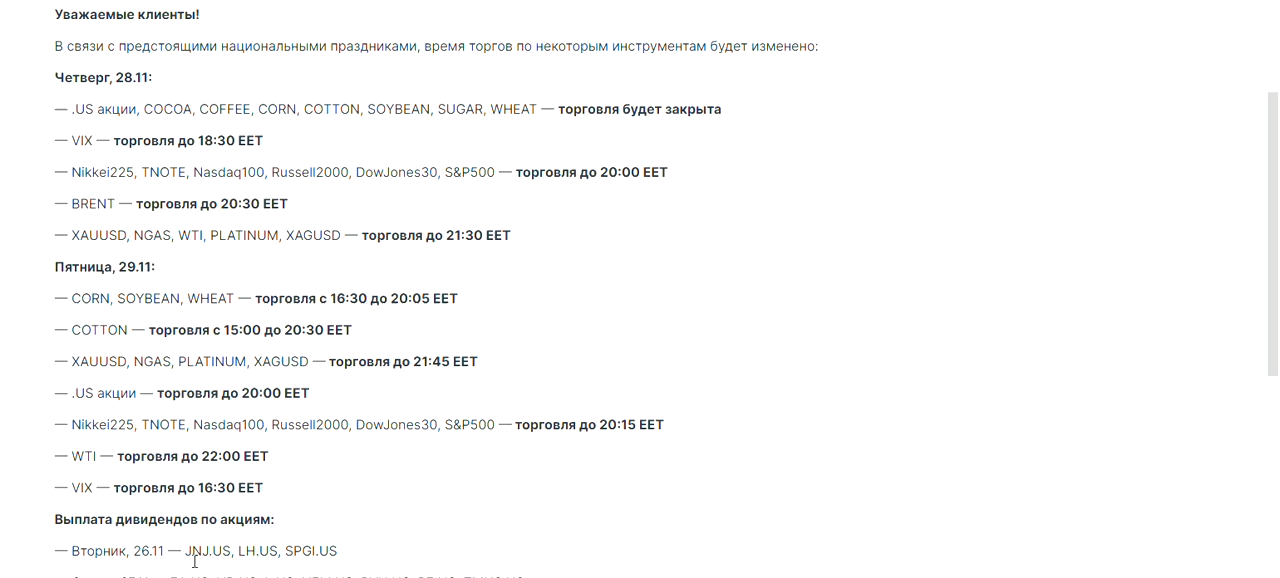 Уважаемые клиенты!
В связи с предстоящими национальными праздниками, время торгов по некоторым инструментам будет изменено:
Четверг, 28.11:
— .US акции, COCOA, COFFEE, CORN, COTTON, SOYBEAN, SUGAR, WHEAT — торговля будет закрыта
— VIX — торговля до 18:30 EET
— Nikkei225, TNOTE, Nasdaq100, Russell2000, DowJones30, S&P500 — торговля до 20:00 EET
— BRENT — торговля до 20:30 EET
— XAUUSD, NGAS, WTI, PLATINUM, XAGUSD — торговля до 21:30 EET
Пятница, 29.11:
— CORN, SOYBEAN, WHEAT — торговля с 16:30 до 20:05 EET
— COTTON — торговля с 15:00 до 20:30 EET
— XAUUSD, NGAS, PLATINUM, XAGUSD — торговля до 21:45 EET
— .US акции — торговля до 20:00 EET
— Nikkei225, TNOTE, Nasdaq100, Russell2000, DowJones30, S&P500 — торговля до 20:15 EET
— WTI — торговля до 22:00 EET
— VIX — торговля до 16:30 EET
Выплата дивидендов по акциям:
— Вторник, 26.11 — JNJ.US, LH.US, SPGI.US